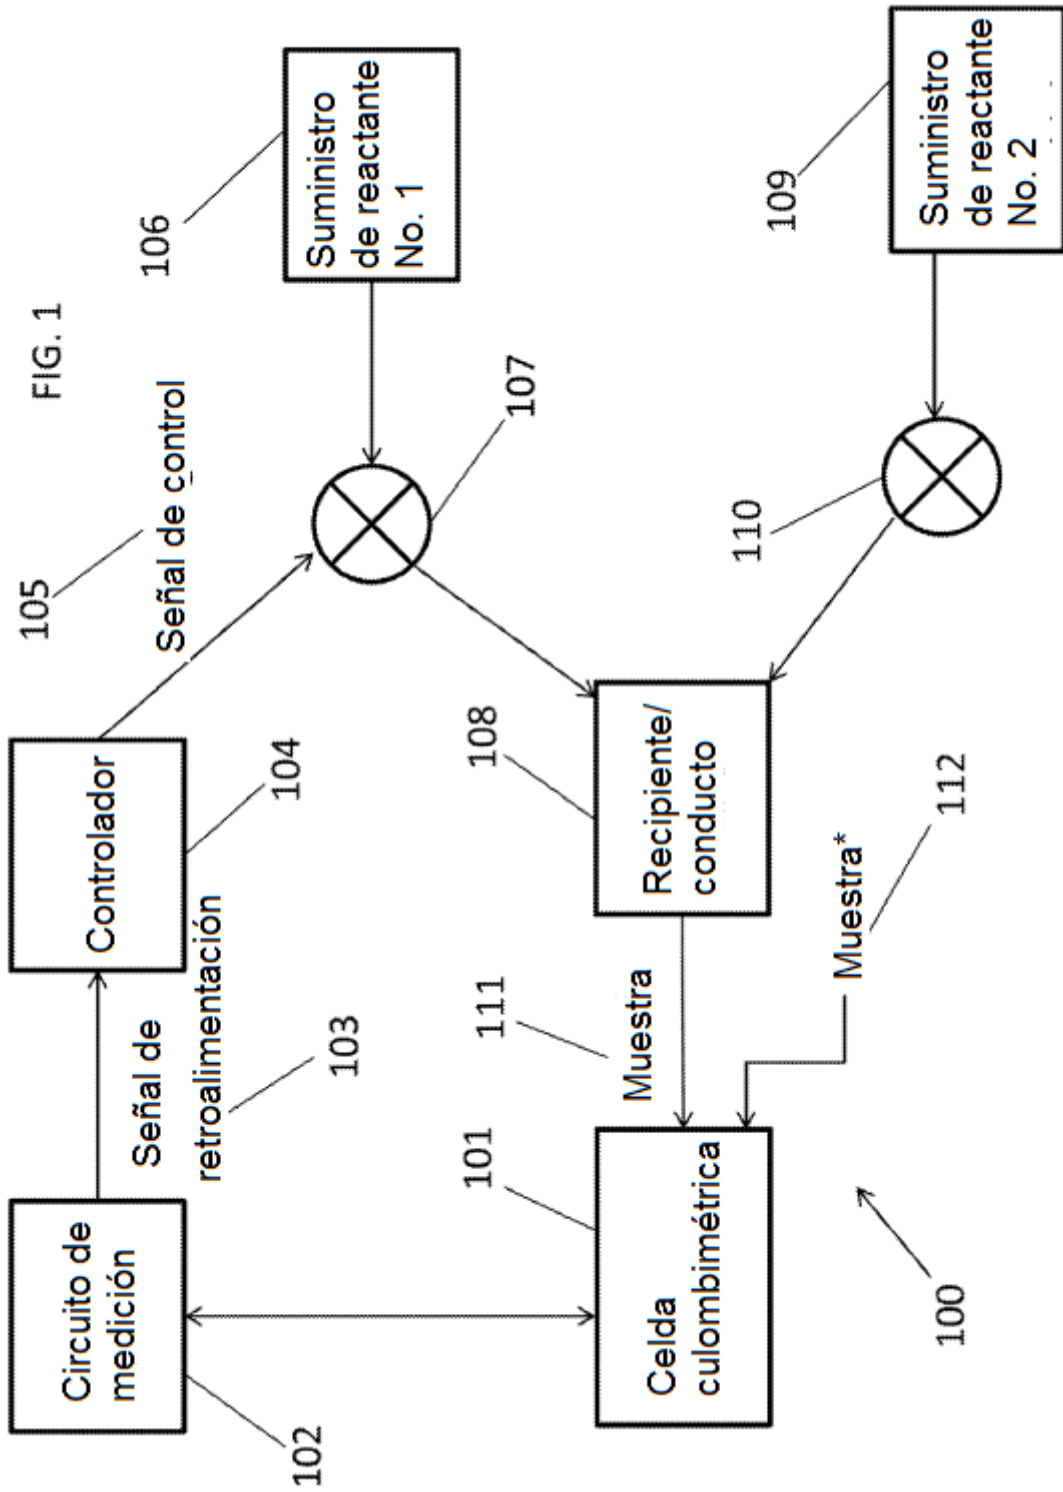 FIG. 1
105
Señal de control
106
Suministro
de reactante
No. 1
107
Controlador
104
Señal de
retroalimentación
103
Circuito de
medición
102
108
Recipiente/
conducto
111
Muestra
101
Celda
culombimétrica
Muestra*
112
100
110
109
Suministro
de reactante
No. 2